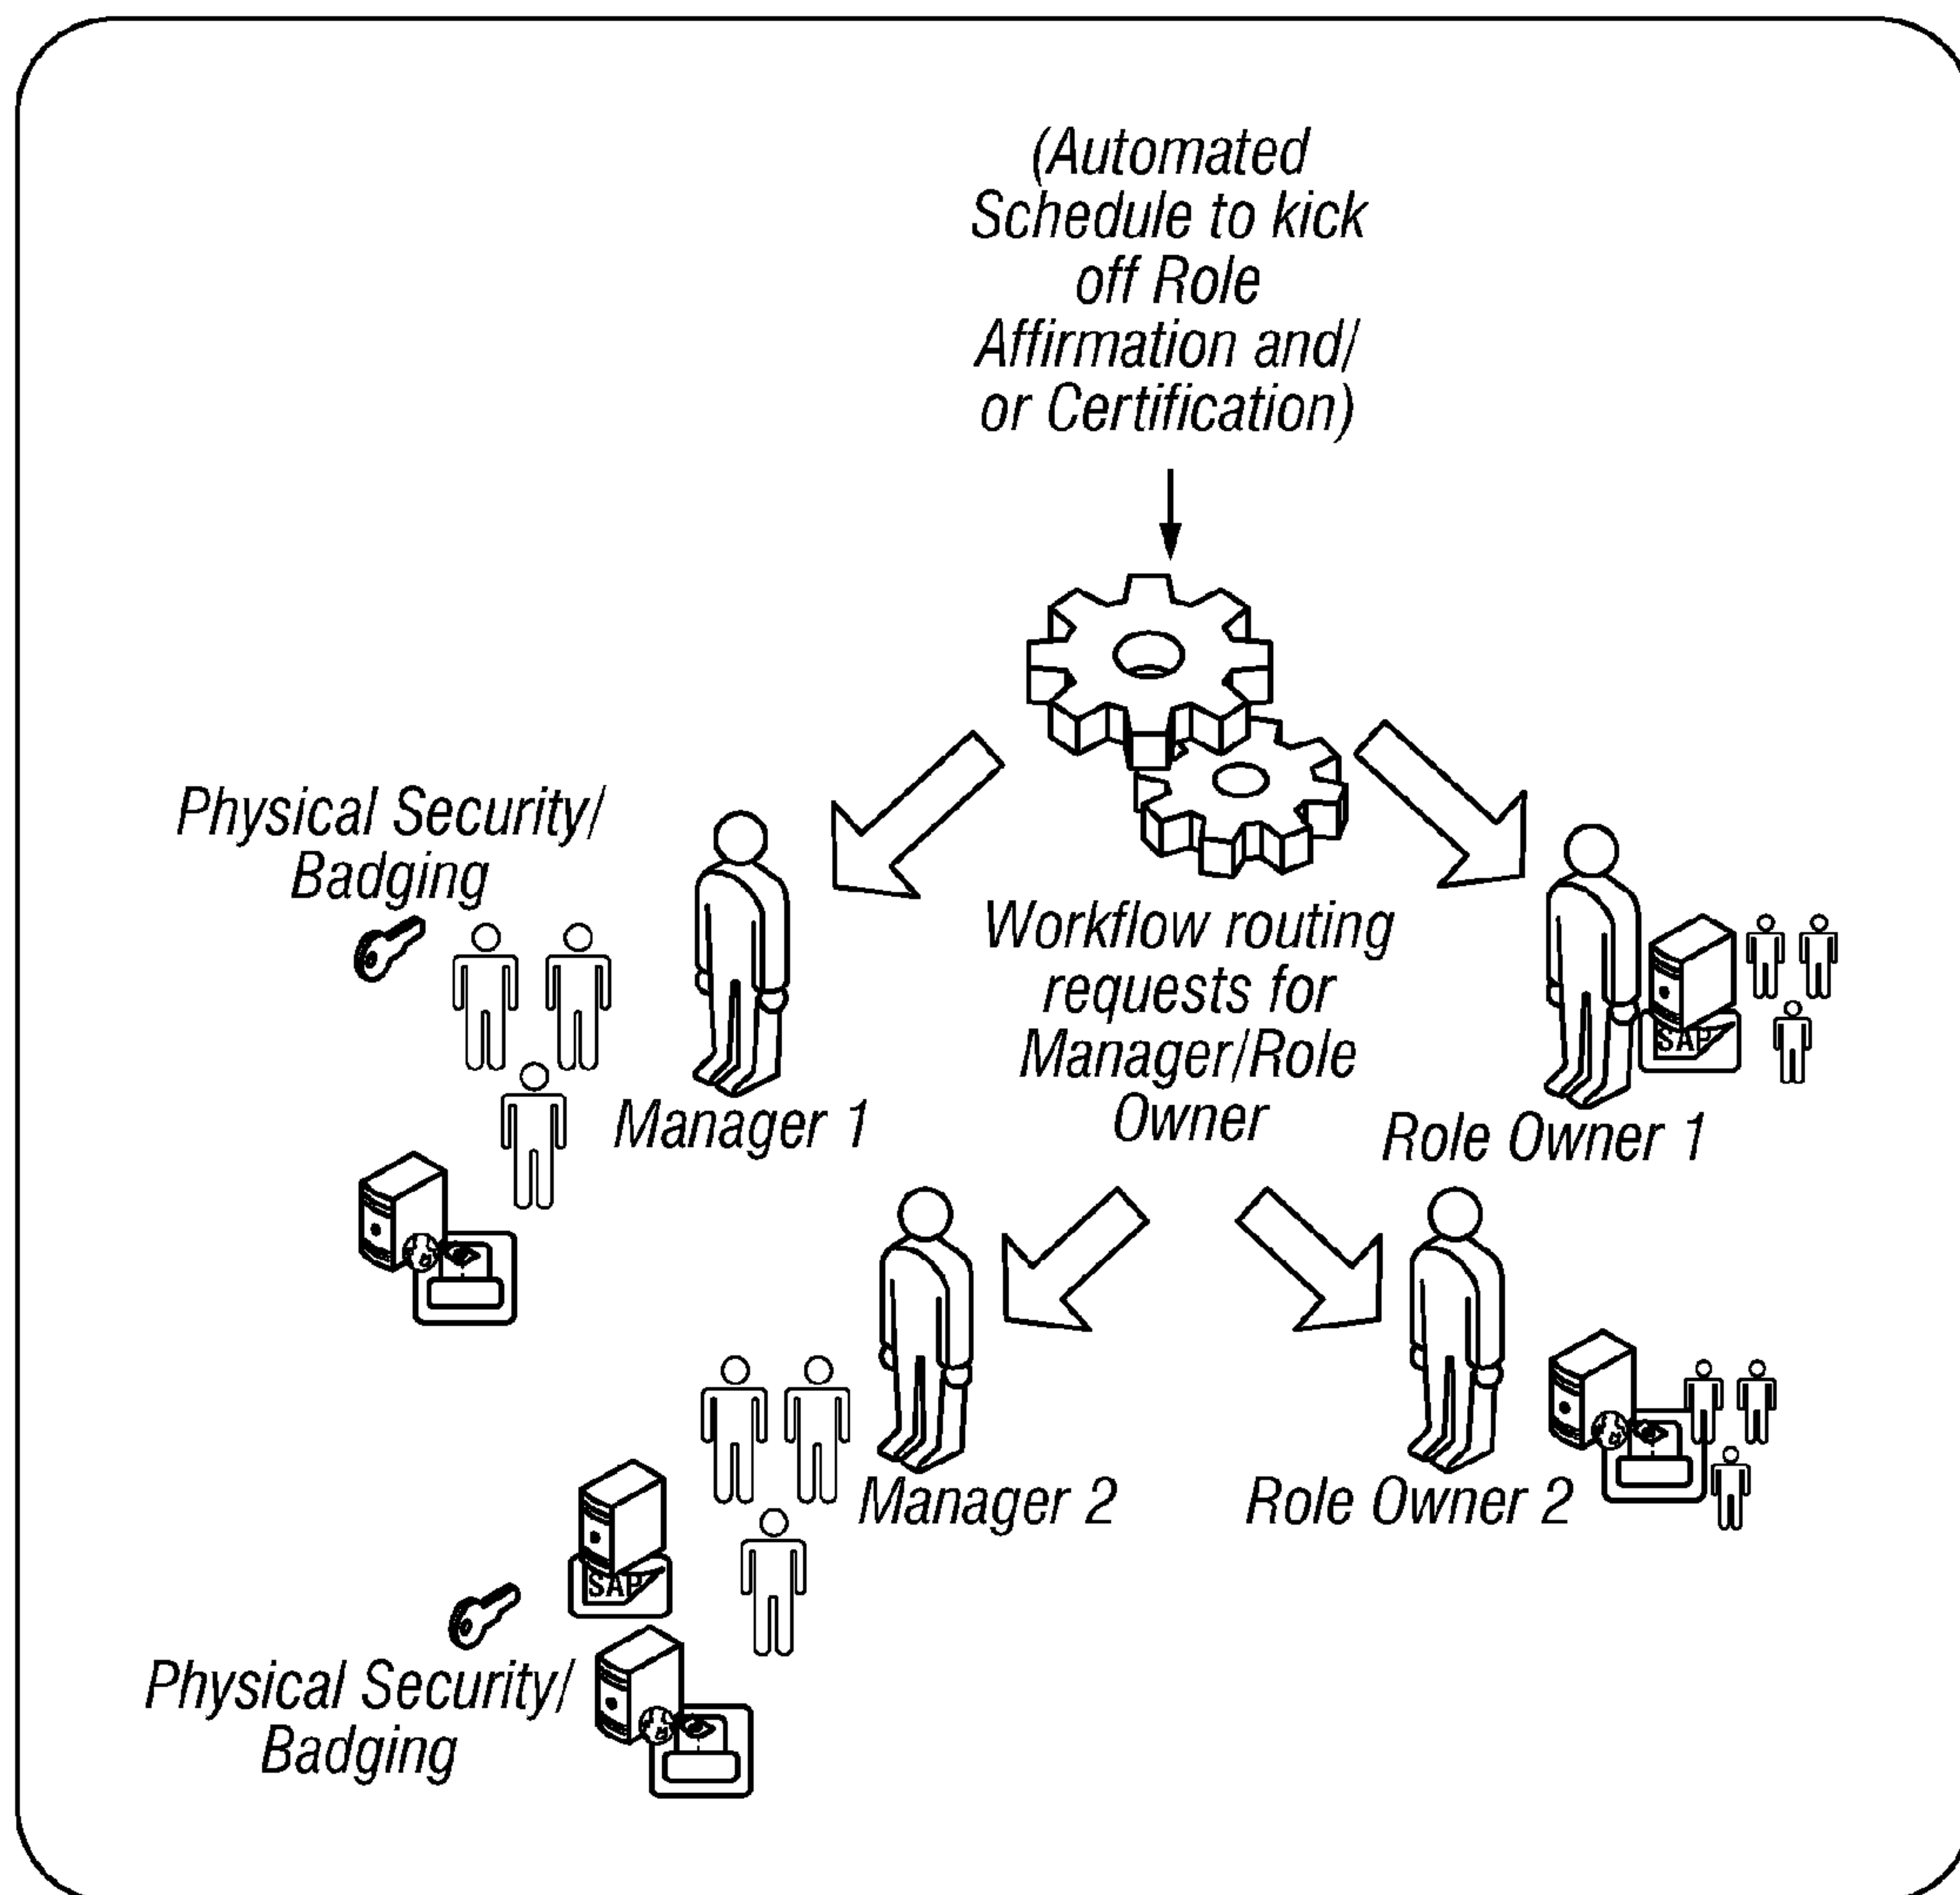 (Automated
Schedule to kick
off Role
Affirmation and/
or Certification)
Physical Security/
Badging
Workflow routing
requests for
Manager/Role
Owner
SAP
Manager 1
Role Owner 1
Manager 2
Role Owner 2
SAP
Physical Security/
Badging